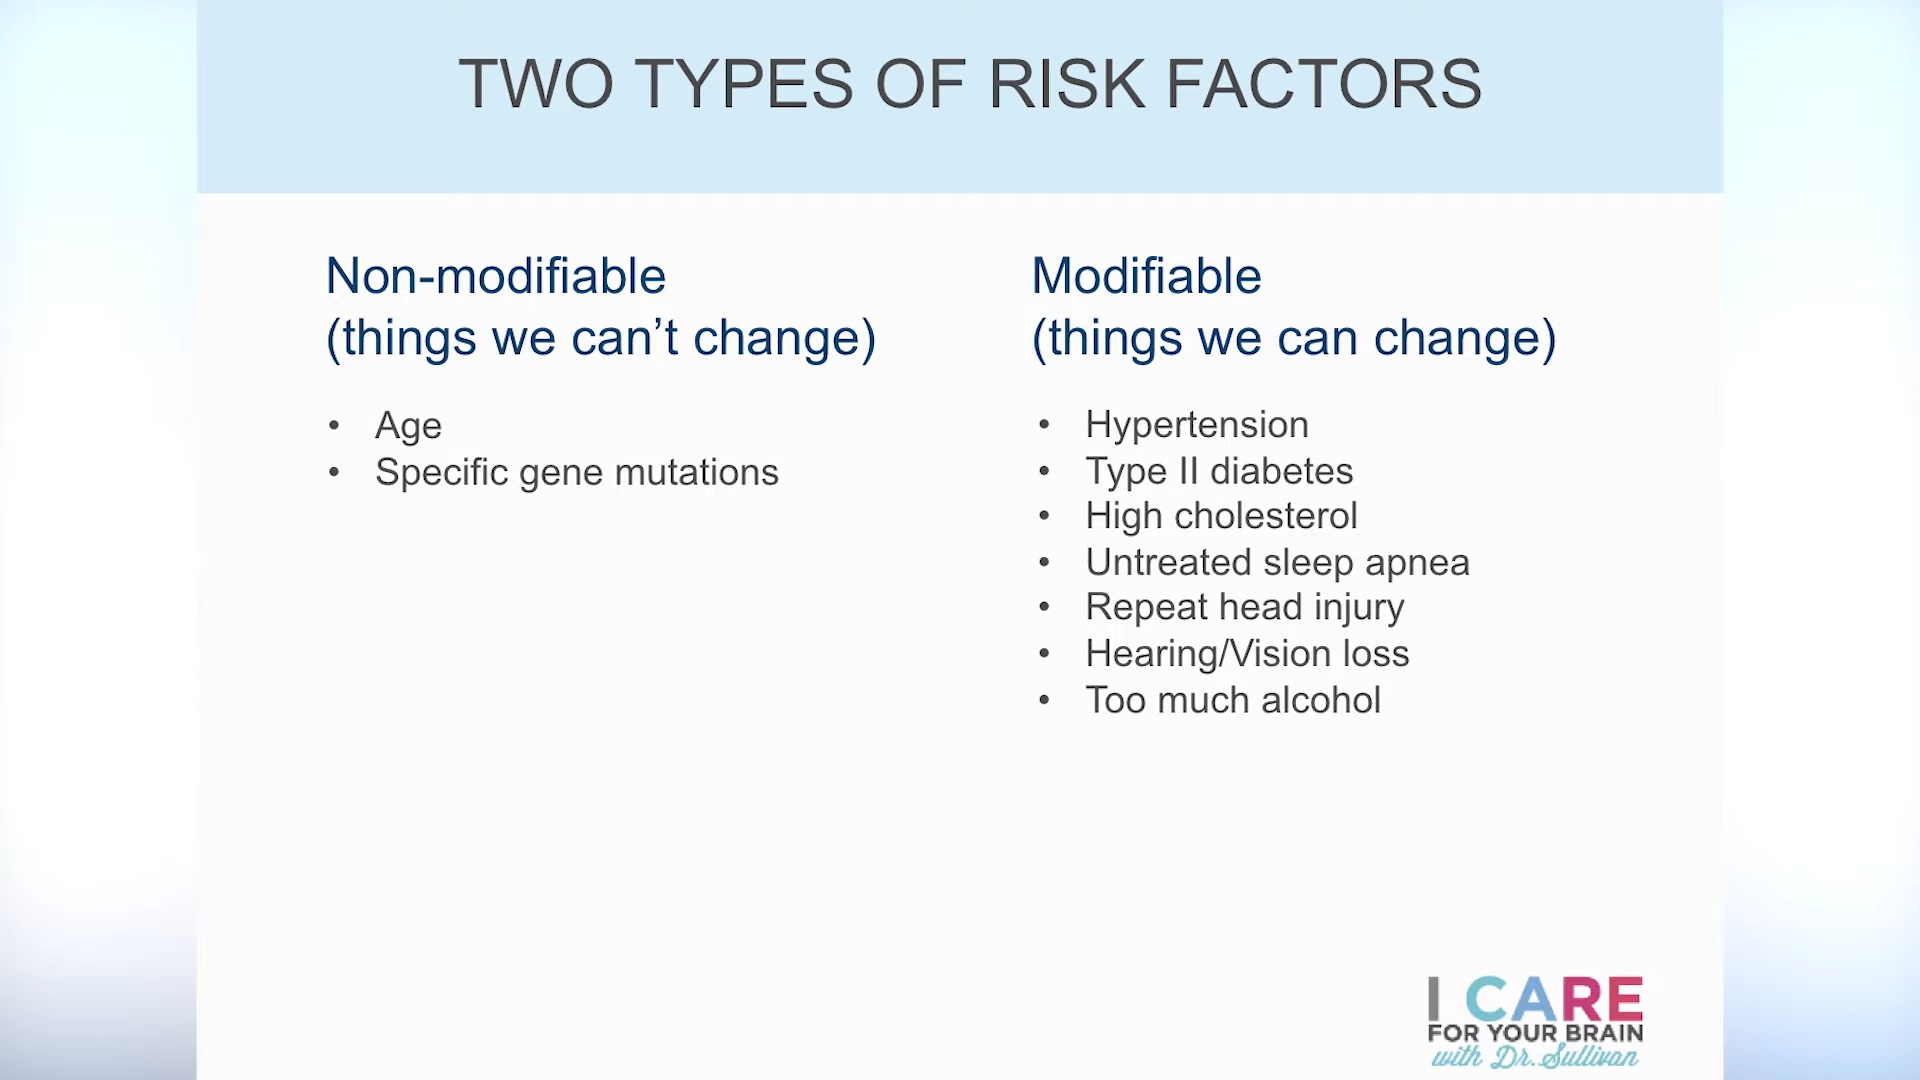 TWO TYPES OF RISK FACTORS
Non-modifiable
(things we can’t change)
• Age
• Specific gene mutations
Modifiable
(things we can change)
• Hypertension
• Type II diabetes
• High cholesterol
• Untreated sleep apnea
• Repeat head injury
• Hearing/Vision loss
• Too much alcohol
I CARE
FOR YOUR BRAIN
with Dr. Sullivan